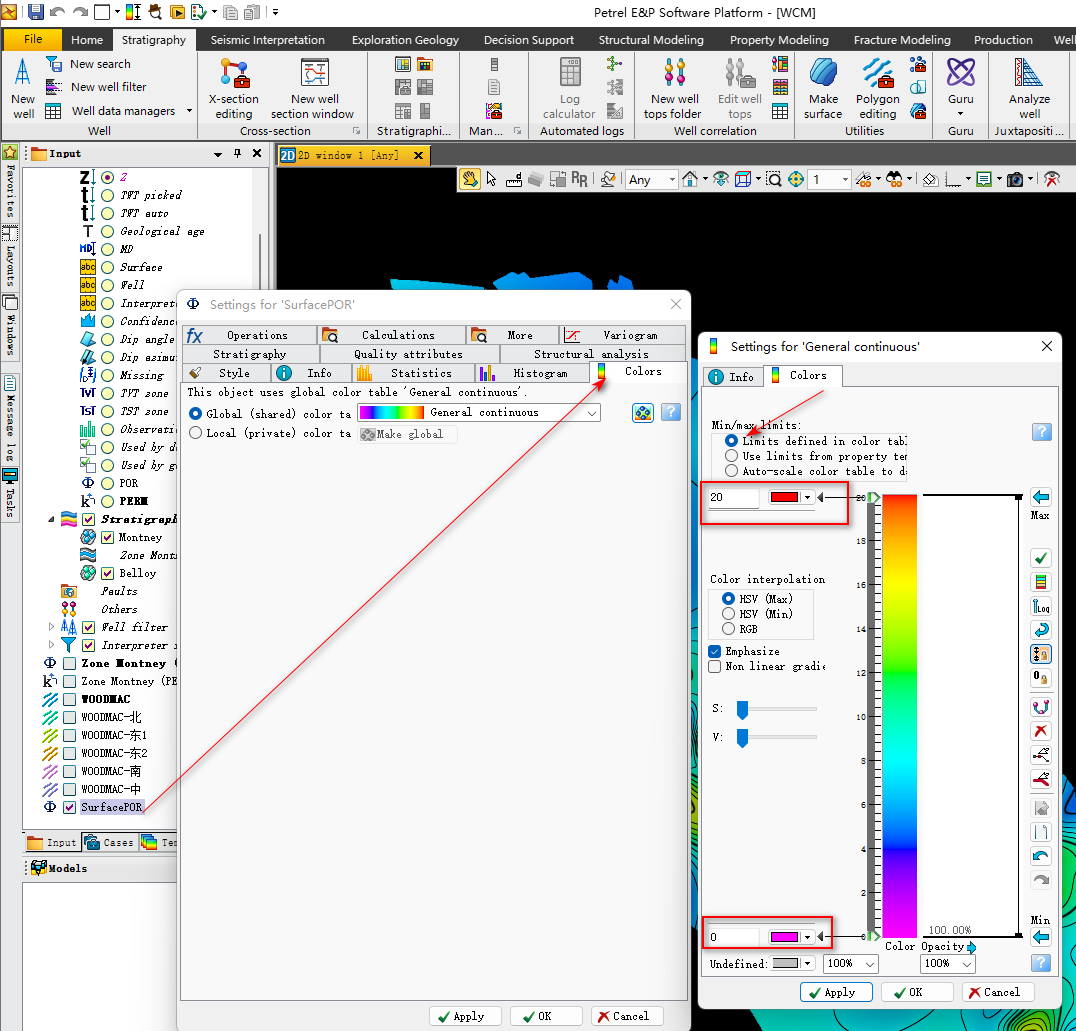 Petrel E&P Software Platform - [WCM]
File Home Stratigraphy Seismic Interpretation Exploration Geology Decision Support Structural Modeling Property Modeling Fracture Modeling Production Well
New well
New search
New well filter
Well data managers
Well
X-section editing
New well section window
Cross-section
Stratigraphi...
Man...
Log calculator
Automated logs
New well tops folder
Edit well tops
Well correlation
Make surface
Polygon editing
Utilities
Guru
Guru
Analyze well
Juxtapositi...
Favorites
Layouts
Windows
Message log
Tasks
Input
2D window 1 [Any]
Any
1
Z
TWT picked
TWT auto
Geological age
MD
Surface
Well
Interpret
Confidenc
Dip angle
Dip azimu
Missing
TVT zone
TST zone
Observati
Used by d
Used by g
POR
PERM
Stratigraph
Montney
Zone Mont
Belloy
Faults
Others
Well filter
Interpreter
Zone Montney (
Zone Montney (PE
WOODMAC
WOODMAC-北
WOODMAC-东1
WOODMAC-东2
WOODMAC-南
WOODMAC-中
SurfacePOR
Input Cases Tem
Models
Settings for 'SurfacePOR'
Operations Calculations More Variogram
Stratigraphy Quality attributes Structural analysis
Style Info Statistics Histogram Colors
This object uses global color table 'General continuous'.
Global (shared) color ta General continuous
Local (private) color ta Make global
Apply OK Cancel
Settings for 'General continuous'
Info Colors
Min/max limits:
Limits defined in color tabl
Use limits from property tem
Auto-scale color table to da
20
Color interpolation
HSV (Max)
HSV (Min)
RGB
Emphasize
Non linear gradie
S:
V:
0
20
18
16
14
12
10
8
6
4
2
0
Max
Log
Min
100.00%
Color Opacity
Undefined: 100% 100%
Apply OK Cancel